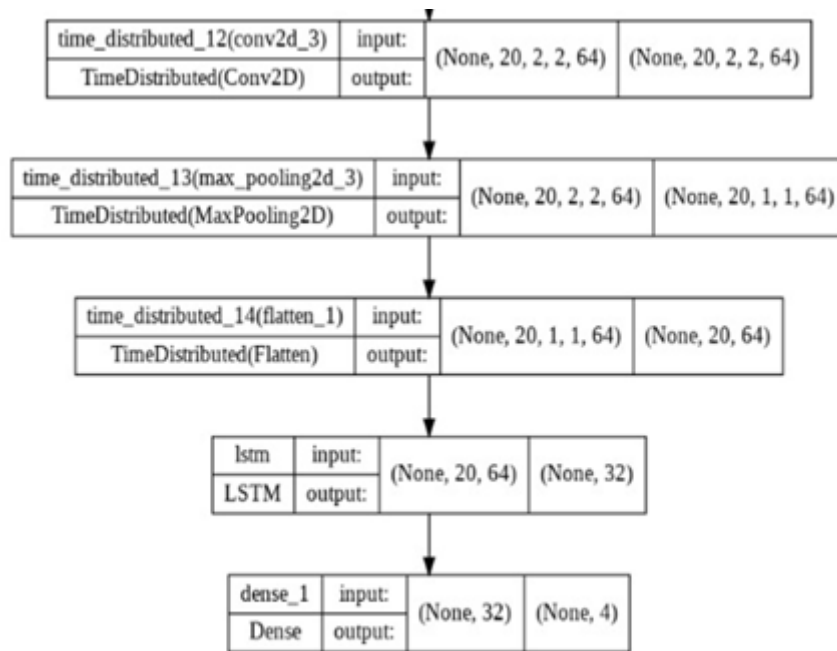 time_distributed_12(conv2d_3) input: (None, 20, 2, 2, 64) (None, 20, 2, 2, 64)
TimeDistributed(Conv2D) output:
time_distributed_13(max_pooling2d_3) input: (None, 20, 2, 2, 64) (None, 20, 1, 1, 64)
TimeDistributed(MaxPooling2D) output:
time_distributed_14(flatten_1) input: (None, 20, 1, 1, 64) (None, 20, 64)
TimeDistributed(Flatten) output:
lstm input: (None, 20, 64) (None, 32)
LSTM output:
dense_1 input: (None, 32) (None, 4)
Dense output: